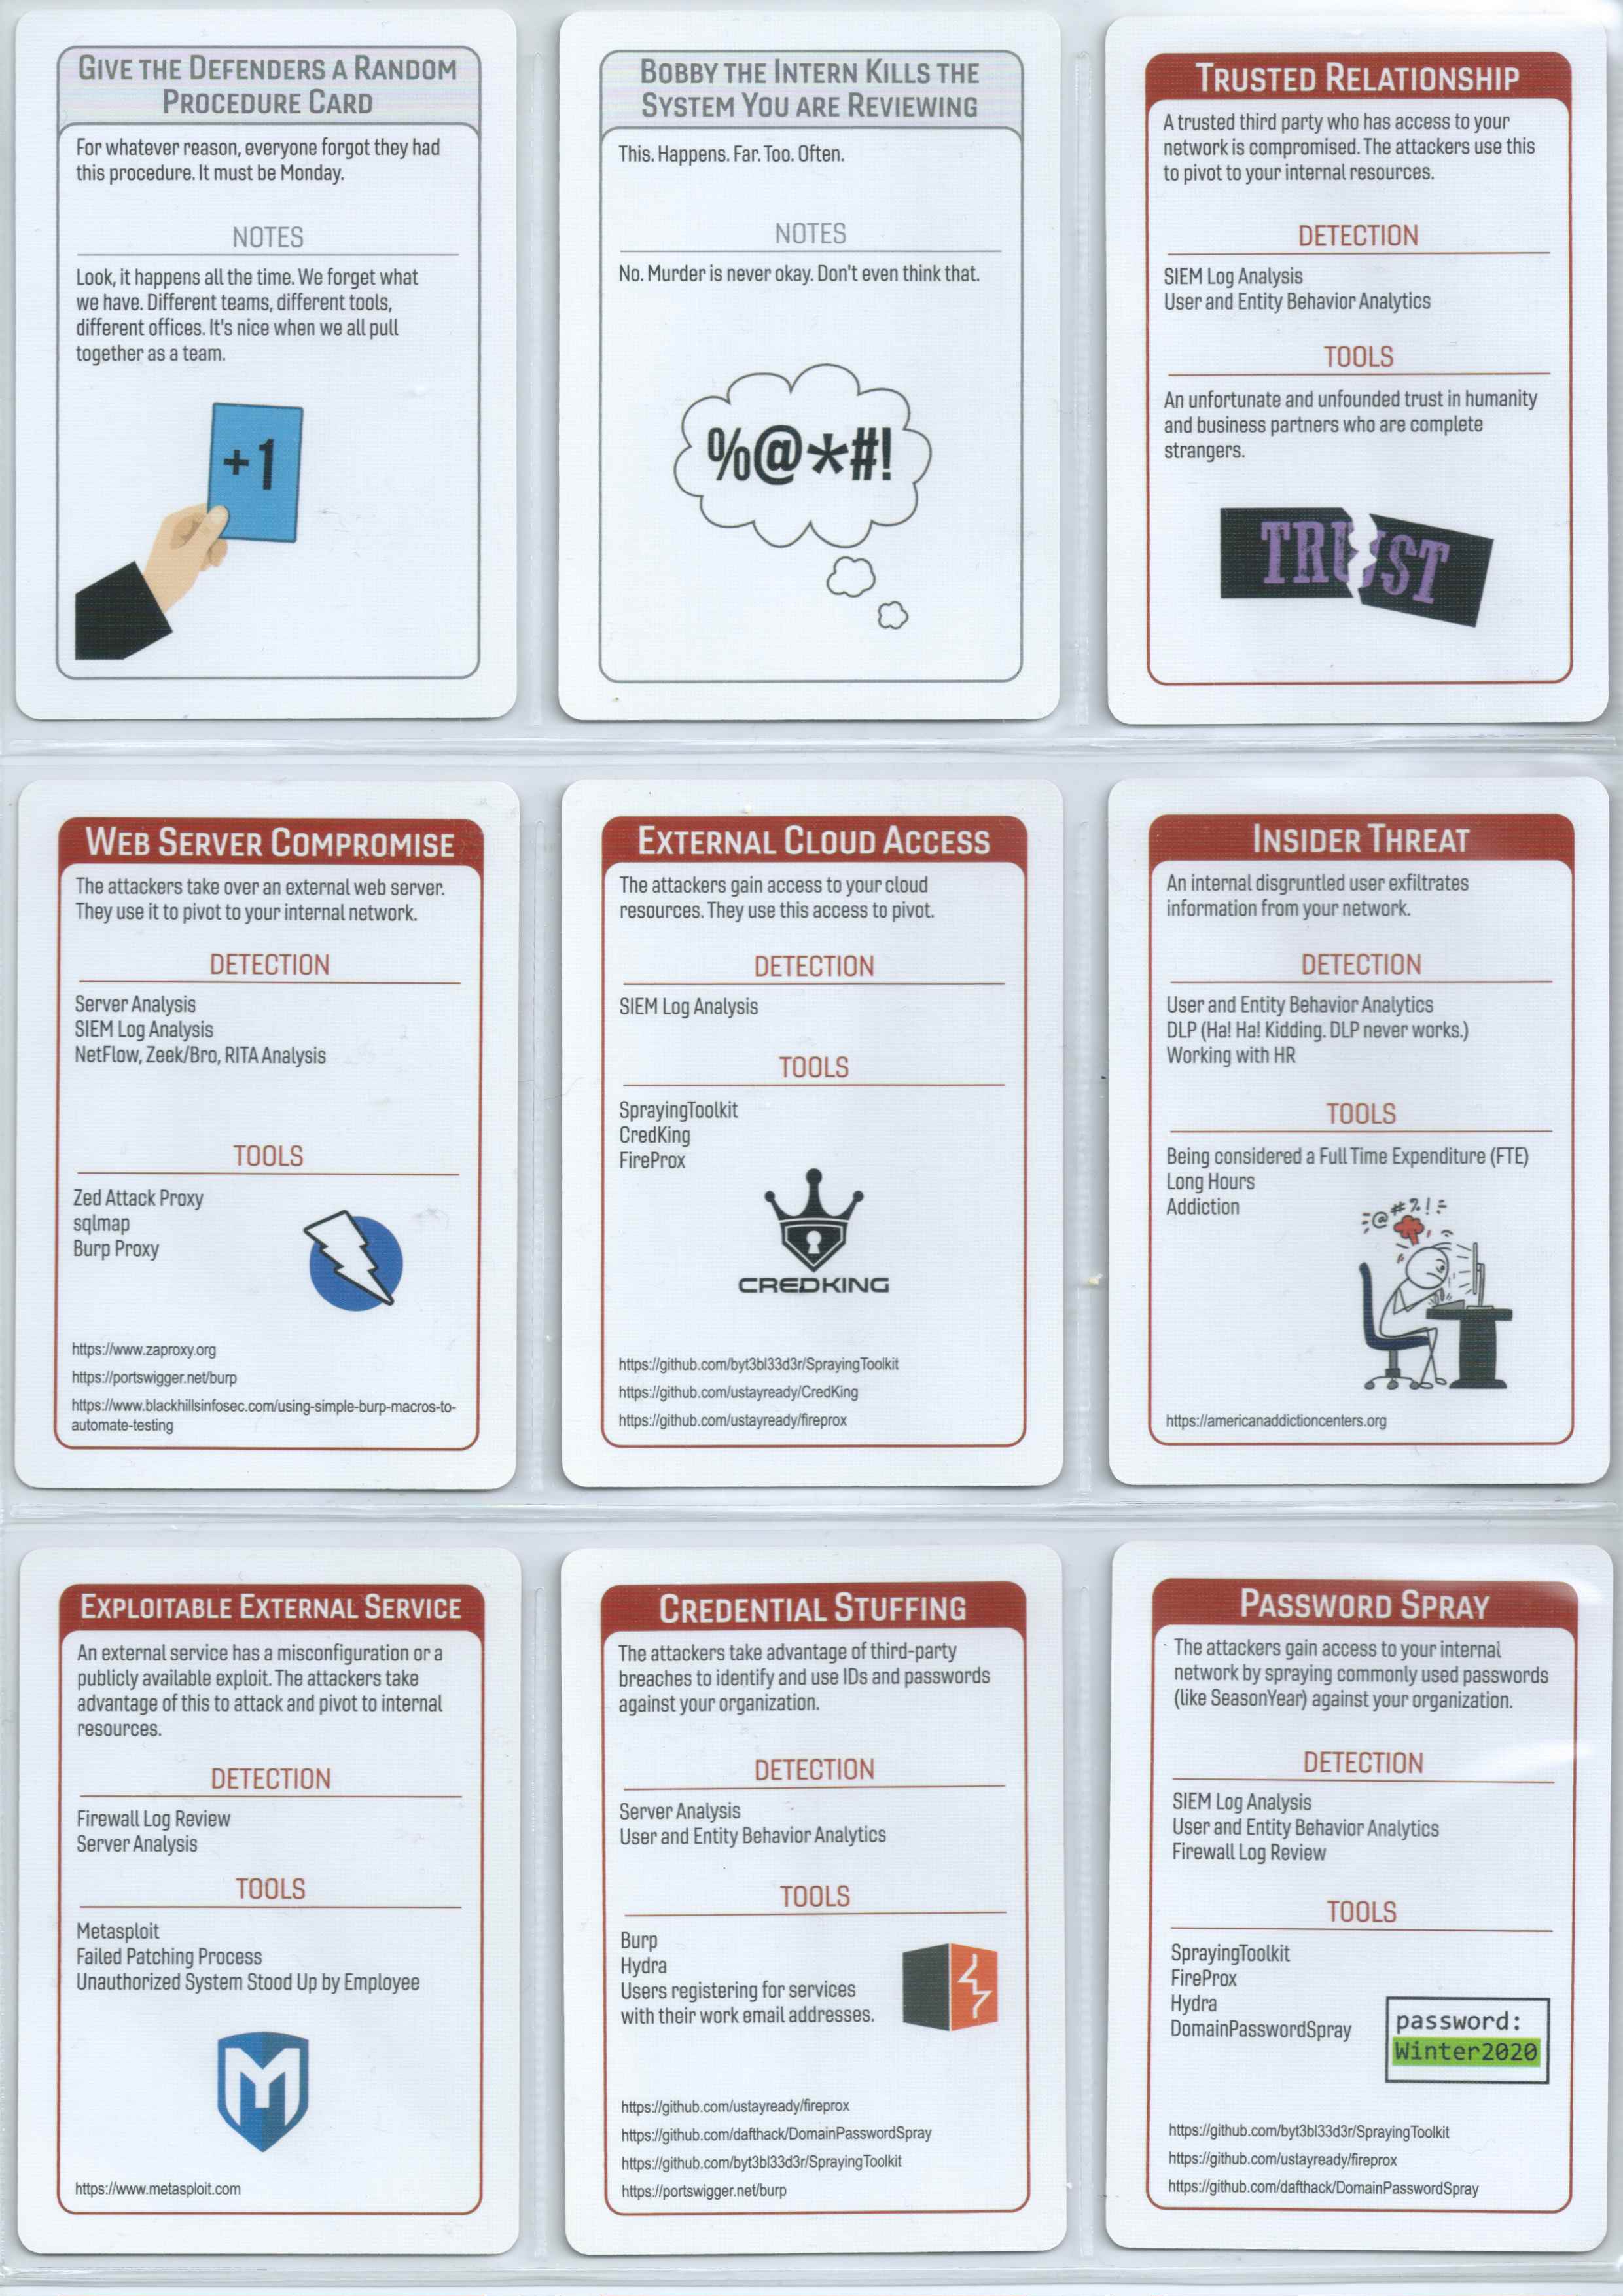 GIVE THE DEFENDERS A RANDOM
PROCEDURE CARD
For whatever reason, everyone forgot they had
this procedure. It must be Monday.
NOTES
Look, it happens all the time. We forget what
we have. Different teams, different tools,
different offices. It's nice when we all pull
together as a team.
+1
BOBBY THE INTERN KILLS THE
SYSTEM YOU ARE REVIEWING
This. Happens. Far. Too. Often.
NOTES
No. Murder is never okay. Don't even think that.
%@*#!
TRUSTED RELATIONSHIP
A trusted third party who has access to your
network is compromised. The attackers use this
to pivot to your internal resources.
DETECTION
SIEM Log Analysis
User and Entity Behavior Analytics
TOOLS
An unfortunate and unfounded trust in humanity
and business partners who are complete
strangers.
TRUST
WEB SERVER COMPROMISE
The attackers take over an external web server.
They use it to pivot to your internal network.
DETECTION
Server Analysis
SIEM Log Analysis
NetFlow, Zeek/Bro, RITA Analysis
TOOLS
Zed Attack Proxy
sqlmap
Burp Proxy
https://www.zaproxy.org
https://portswigger.net/burp
https://www.blackhillsinfosec.com/using-simple-burp-macros-to-
automate-testing
EXTERNAL CLOUD ACCESS
The attackers gain access to your cloud
resources. They use this access to pivot.
DETECTION
SIEM Log Analysis
TOOLS
SprayingToolkit
CredKing
FireProx
CREDKING
https://github.com/byt3bl33d3r/SprayingToolkit
https://github.com/ustayready/CredKing
https://github.com/ustayready/fireprox
INSIDER THREAT
An internal disgruntled user exfiltrates
information from your network.
DETECTION
User and Entity Behavior Analytics
DLP (Ha! Ha! Kidding. DLP never works.)
Working with HR
TOOLS
Being considered a Full Time Expenditure (FTE)
Long Hours
Addiction
https://americanaddictioncenters.org
EXPLOITABLE EXTERNAL SERVICE
An external service has a misconfiguration or a
publicly available exploit. The attackers take
advantage of this to attack and pivot to internal
resources.
DETECTION
Firewall Log Review
Server Analysis
TOOLS
Metasploit
Failed Patching Process
Unauthorized System Stood Up by Employee
M
https://www.metasploit.com
CREDENTIAL STUFFING
The attackers take advantage of third-party
breaches to identify and use IDs and passwords
against your organization.
DETECTION
Server Analysis
User and Entity Behavior Analytics
TOOLS
Burp
Hydra
Users registering for services
with their work email addresses.
https://github.com/ustayready/fireprox
https://github.com/dafthack/DomainPasswordSpray
https://github.com/byt3bl33d3r/SprayingToolkit
https://portswigger.net/burp
PASSWORD SPRAY
The attackers gain access to your internal
network by spraying commonly used passwords
(like SeasonYear) against your organization.
DETECTION
SIEM Log Analysis
User and Entity Behavior Analytics
Firewall Log Review
TOOLS
SprayingToolkit
FireProx
Hydra
DomainPasswordSpray
password:
Winter2020
https://github.com/byt3bl33d3r/SprayingToolkit
https://github.com/ustayready/fireprox
https://github.com/dafthack/DomainPasswordSpray